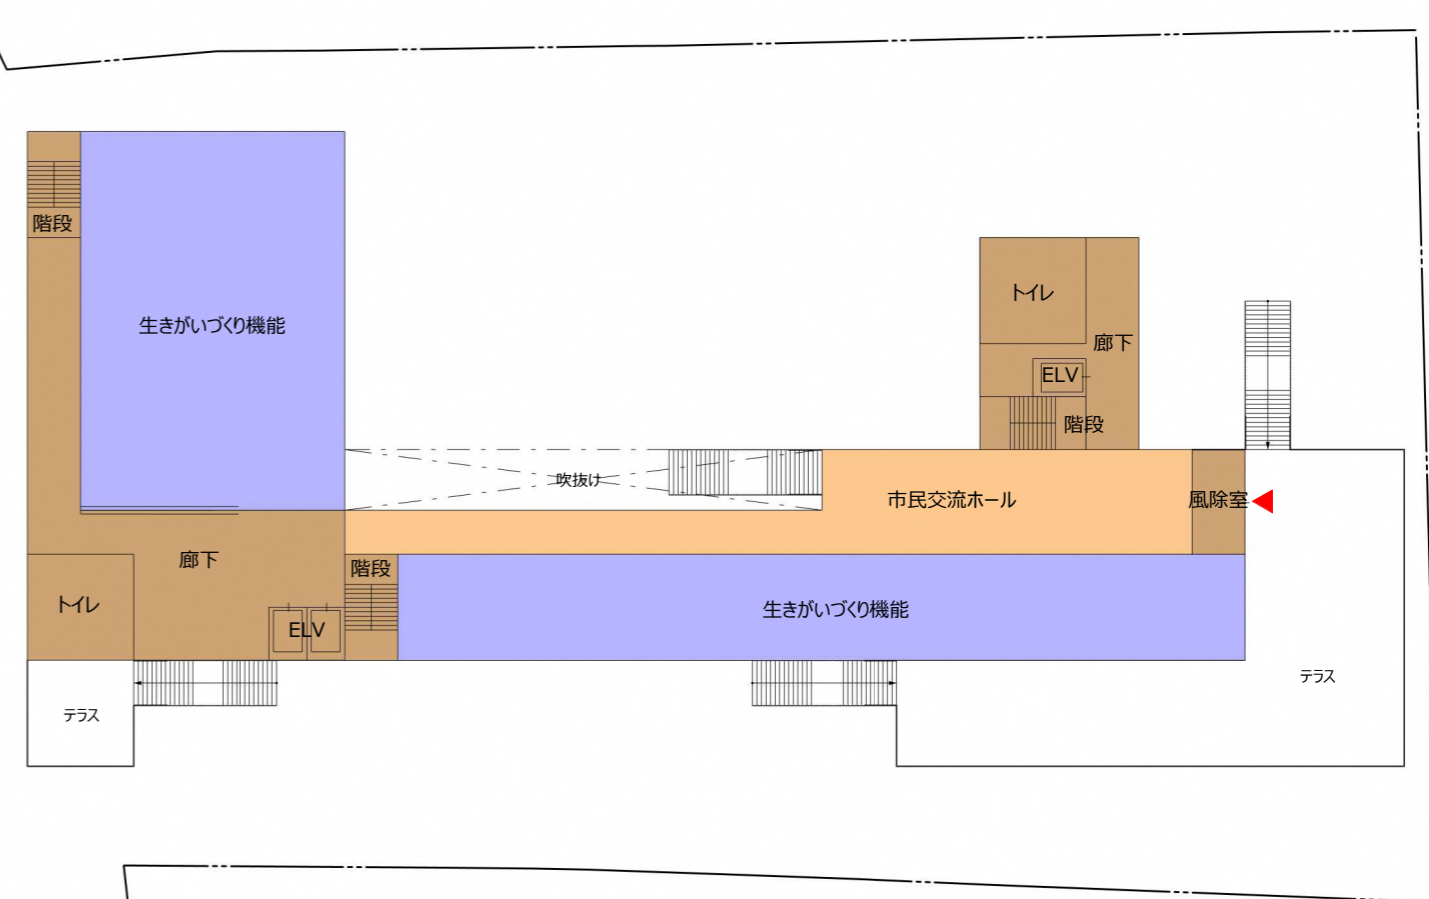 階段
生きがいづくり機能
トイレ
廊下
ELV
階段
吹抜け
市民交流ホール
風除室
廊下
階段
トイレ
ELV
生きがいづくり機能
テラス
テラス